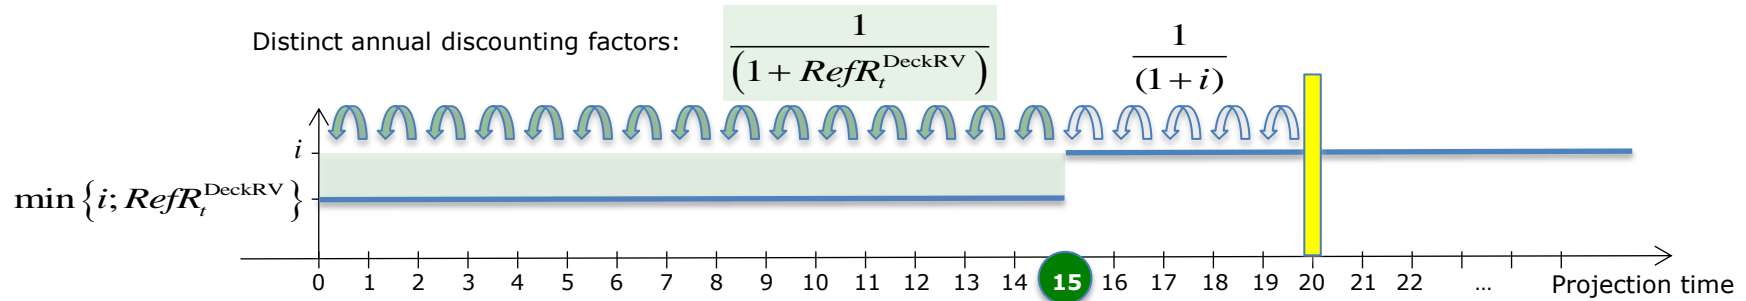 Distinct annual discounting factors:
1 / (1 + RefR_t^DeckRV)
1 / (1 + i)
i
min {i; RefR_t^DeckRV}
0 1 2 3 4 5 6 7 8 9 10 11 12 13 14 15 16 17 18 19 20 21 22 ... Projection time